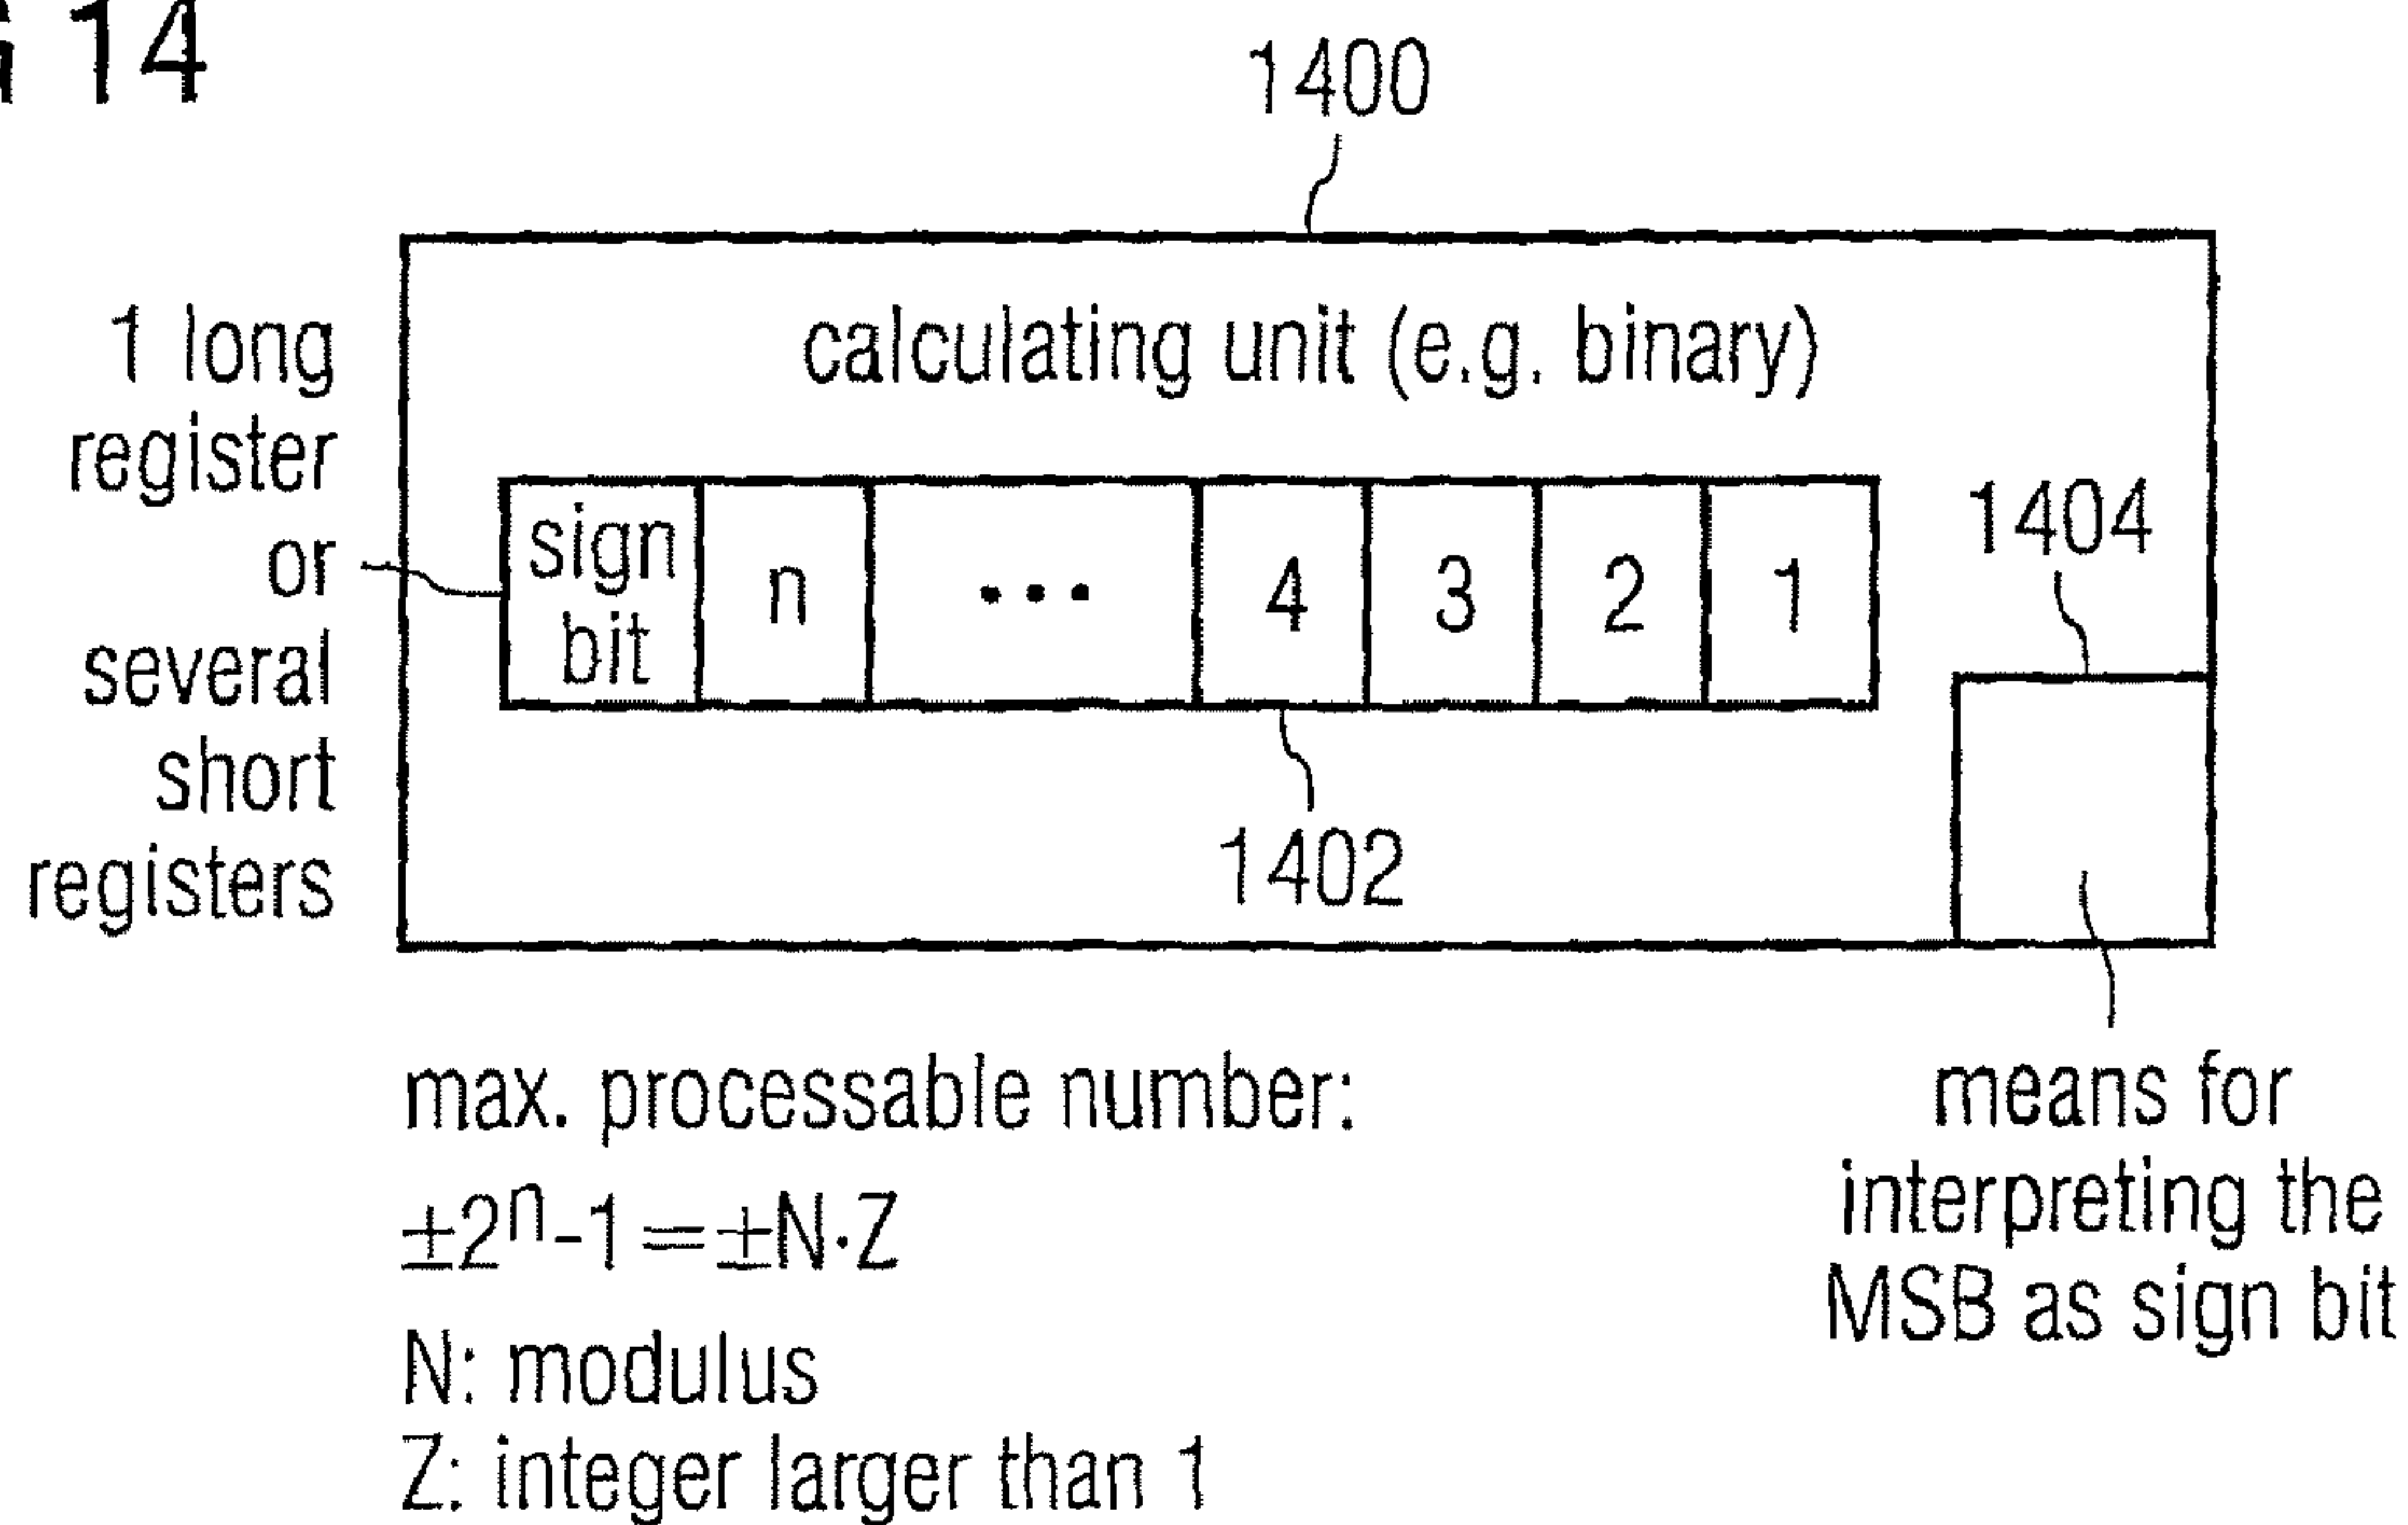 14
1400
calculating unit (e.g. binary)
1 long
register
or
several
short
registers
sign
bit
n
...
4
3
2
1
1404
1402
max. processable number:
±2ⁿ-1=±N·Z
N: modulus
Z: integer larger than 1
means for
interpreting the
MSB as sign bit